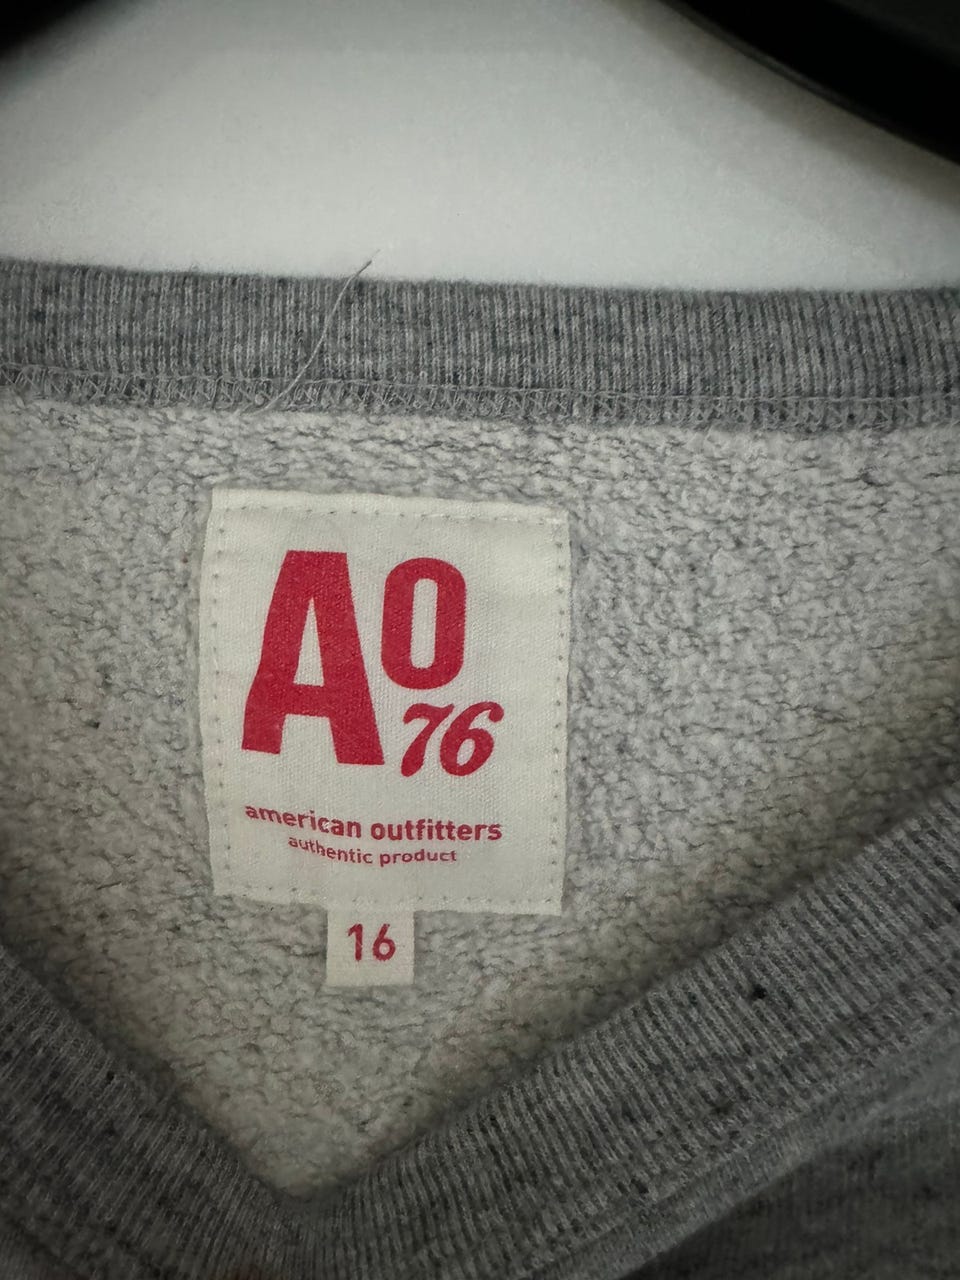 AO
76
american outfitters
authentic product
16